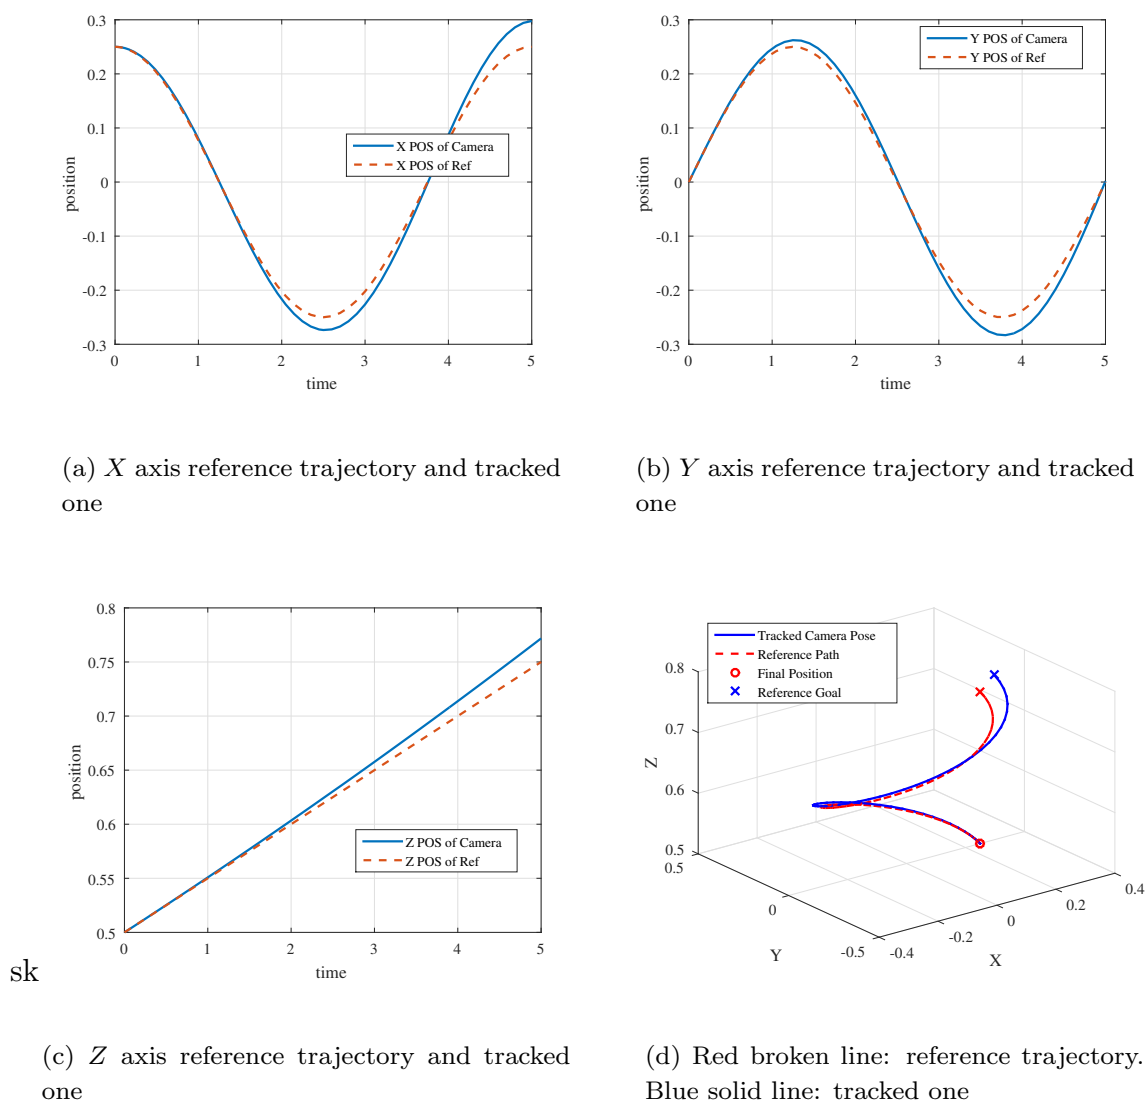 0.3
0.2
0.1
0
-0.1
-0.2
-0.3
position
0 1 2 3 4 5
time
X POS of Camera
X POS of Ref
0.3
0.2
0.1
0
-0.1
-0.2
-0.3
position
0 1 2 3 4 5
time
Y POS of Camera
Y POS of Ref
(a) X axis reference trajectory and tracked
one
(b) Y axis reference trajectory and tracked
one
0.8
0.75
0.7
0.65
0.6
0.55
0.5
position
0 1 2 3 4 5
time
Z POS of Camera
Z POS of Ref
sk
Tracked Camera Pose
Reference Path
Final Position
Reference Goal
0.8
0.7
0.6
0.5
Z
0.5
0
-0.5
Y
-0.4
-0.2
0
0.2
0.4
X
(c) Z axis reference trajectory and tracked
one
(d) Red broken line: reference trajectory.
Blue solid line: tracked one